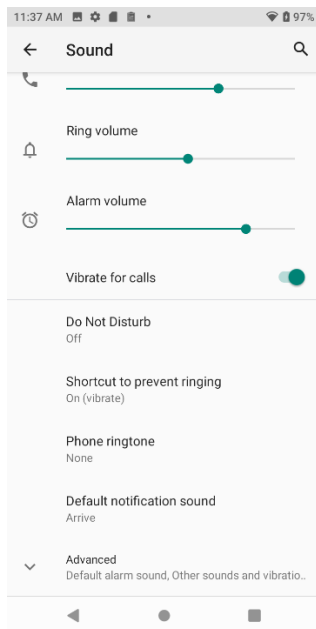 11:37 AM 97%
Sound
Ring volume
Alarm volume
Vibrate for calls
Do Not Disturb
Off
Shortcut to prevent ringing
On (vibrate)
Phone ringtone
None
Default notification sound
Arrive
Advanced
Default alarm sound, Other sounds and vibratio..